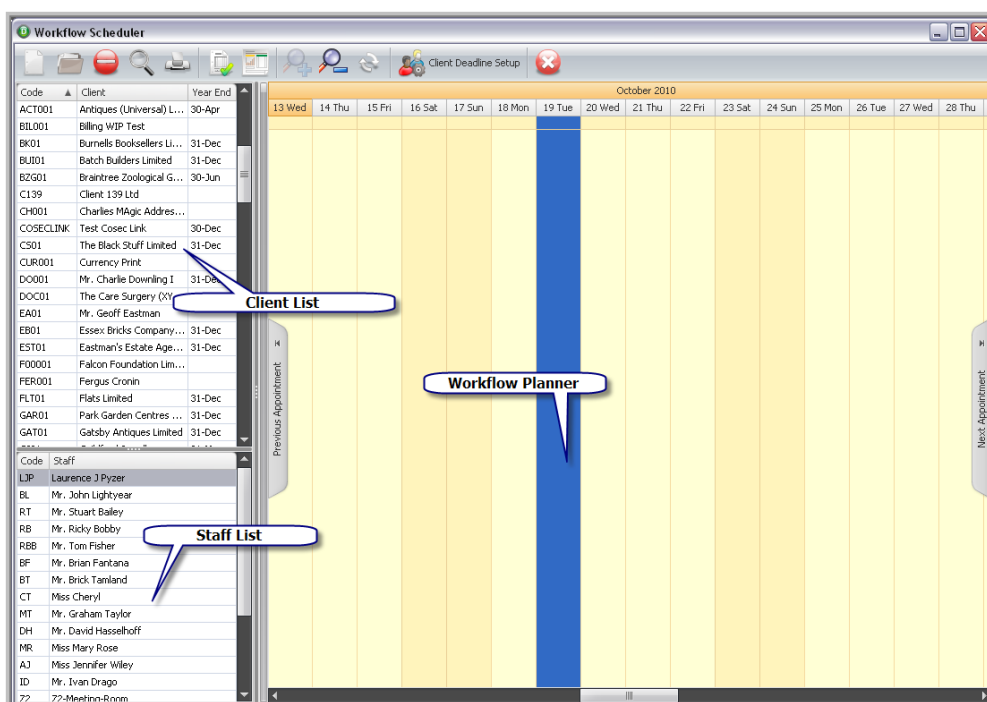 Workflow Scheduler
Client Deadline Setup
Code Client Year End
ACT001 Antiques (Universal) L... 30-Apr
BIL001 Billing WIP Test
BK01 Burnells Booksellers Li... 31-Dec
BUI01 Batch Builders Limited 31-Dec
BZG01 Braintree Zoological G... 30-Jun
C139 Client 139 Ltd
CH001 Charlies MAgic Addres...
COSECLINK Test Cosec Link 30-Dec
CS01 The Black Stuff Limited 31-Dec
CUR001 Currency Print
DO001 Mr. Charlie Downling I 31-Dec
DOC01 The Care Surgery (XY
EA01 Mr. Geoff Eastman
EB01 Essex Bricks Company... 31-Dec
EST01 Eastman's Estate Age... 31-Dec
F00001 Falcon Foundation Lim...
FER001 Fergus Cronin
FLT01 Flats Limited 31-Dec
GAR01 Park Garden Centres ... 31-Dec
GAT01 Gatsby Antiques Limited 31-Dec
Client List
Code Staff
LJP Laurence J Pyzer
BL Mr. John Lightyear
RT Mr. Stuart Bailey
RB Mr. Ricky Bobby
RBB Mr. Tom Fisher
BF Mr. Brian Fantana
BT Mr. Brick Tamland
CT Miss Cheryl
MT Mr. Graham Taylor
DH Mr. David Hasselhoff
MR Miss Mary Rose
AJ Miss Jennifer Wiley
ID Mr. Ivan Drago
72 72-Meeting-Room
Staff List
October 2010
13 Wed 14 Thu 15 Fri 16 Sat 17 Sun 18 Mon 19 Tue 20 Wed 21 Thu 22 Fri 23 Sat 24 Sun 25 Mon 26 Tue 27 Wed 28 Thu
Previous Appointment
Workflow Planner
Next Appointment